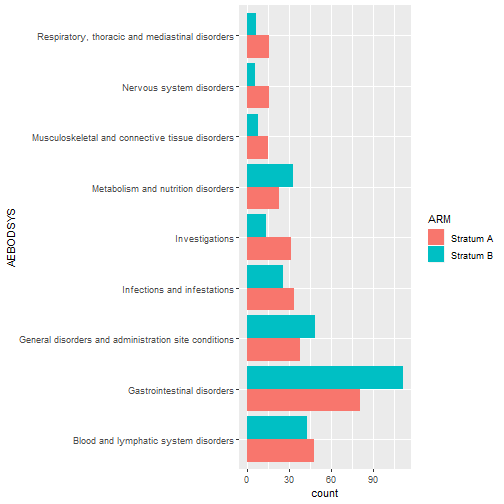 Respiratory, thoracic and mediastinal disorders
Nervous system disorders
Musculoskeletal and connective tissue disorders
Metabolism and nutrition disorders
Investigations
Infections and infestations
General disorders and administration site conditions
Gastrointestinal disorders
Blood and lymphatic system disorders
AEBODSYS
0 30 60 90
count
ARM
Stratum A
Stratum B